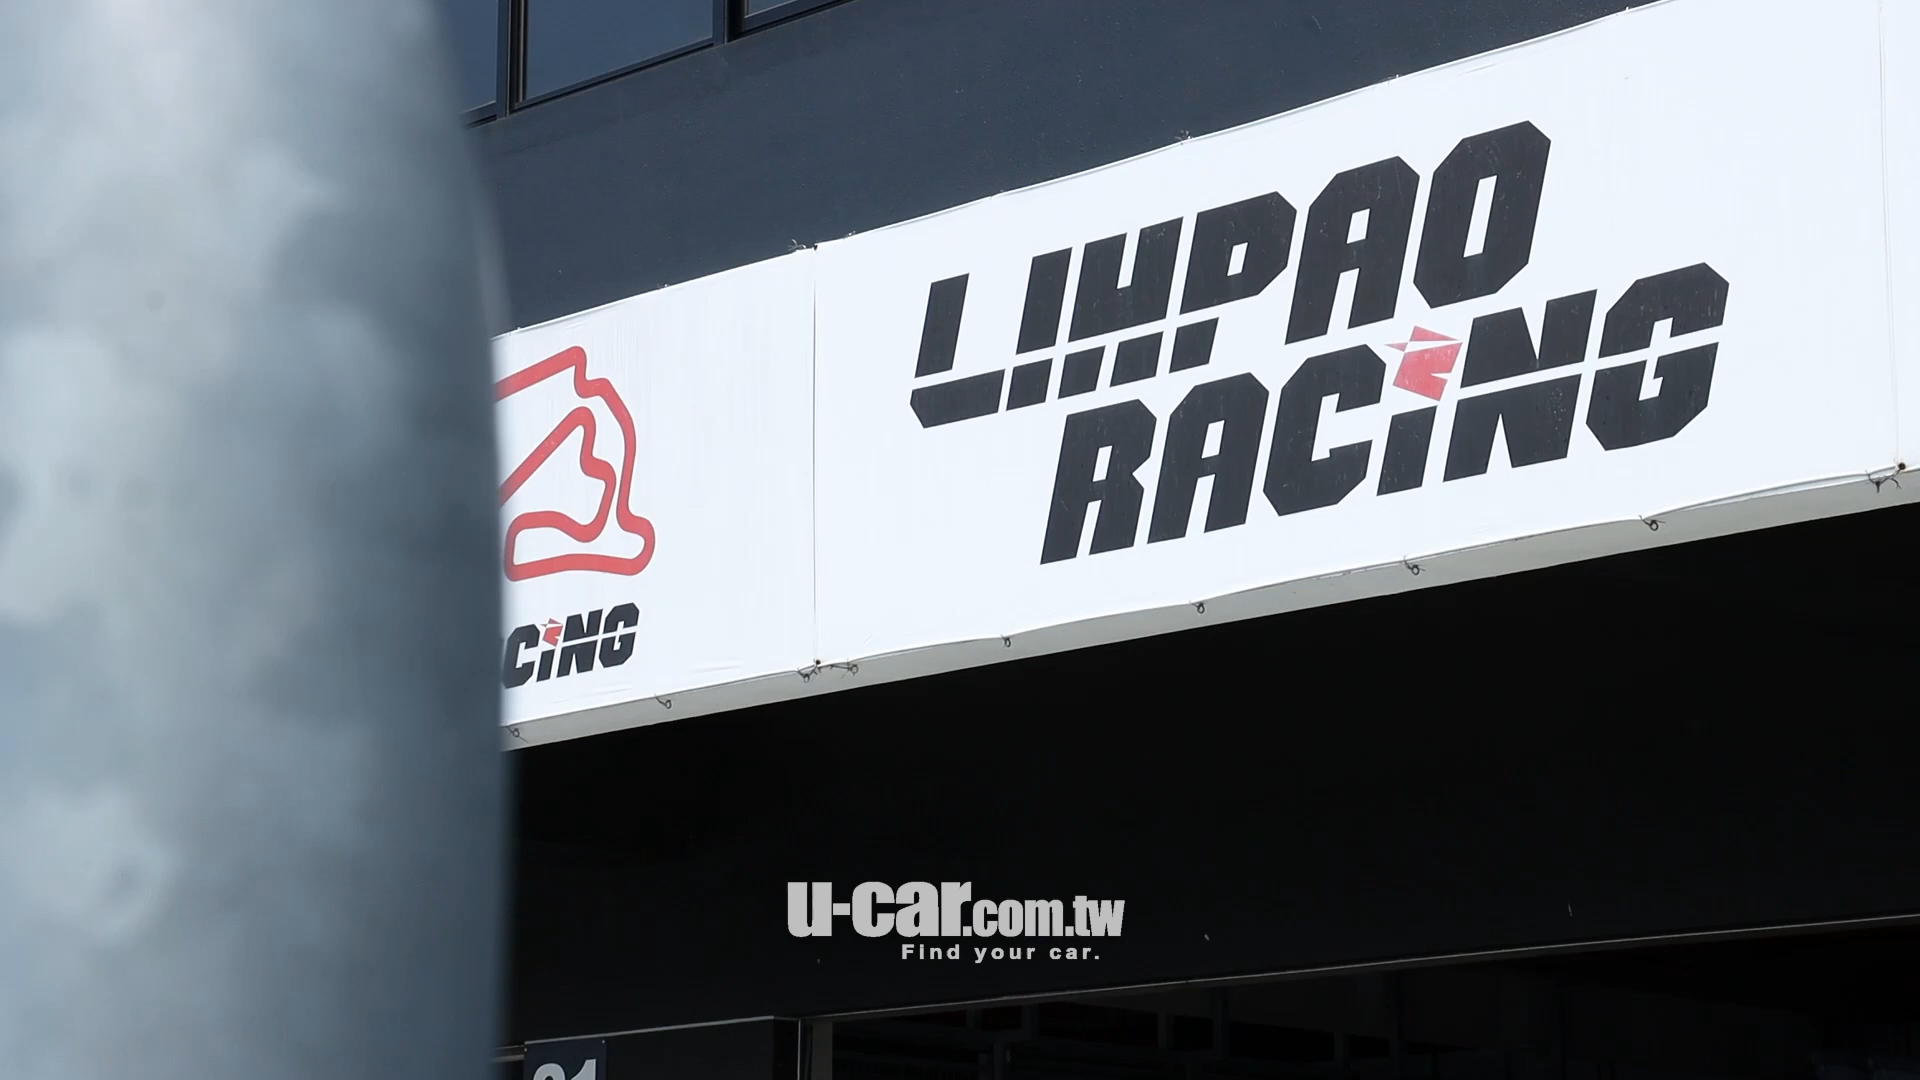 LIHPAO
RACING
CING
u-car.com.tw
Find your car.